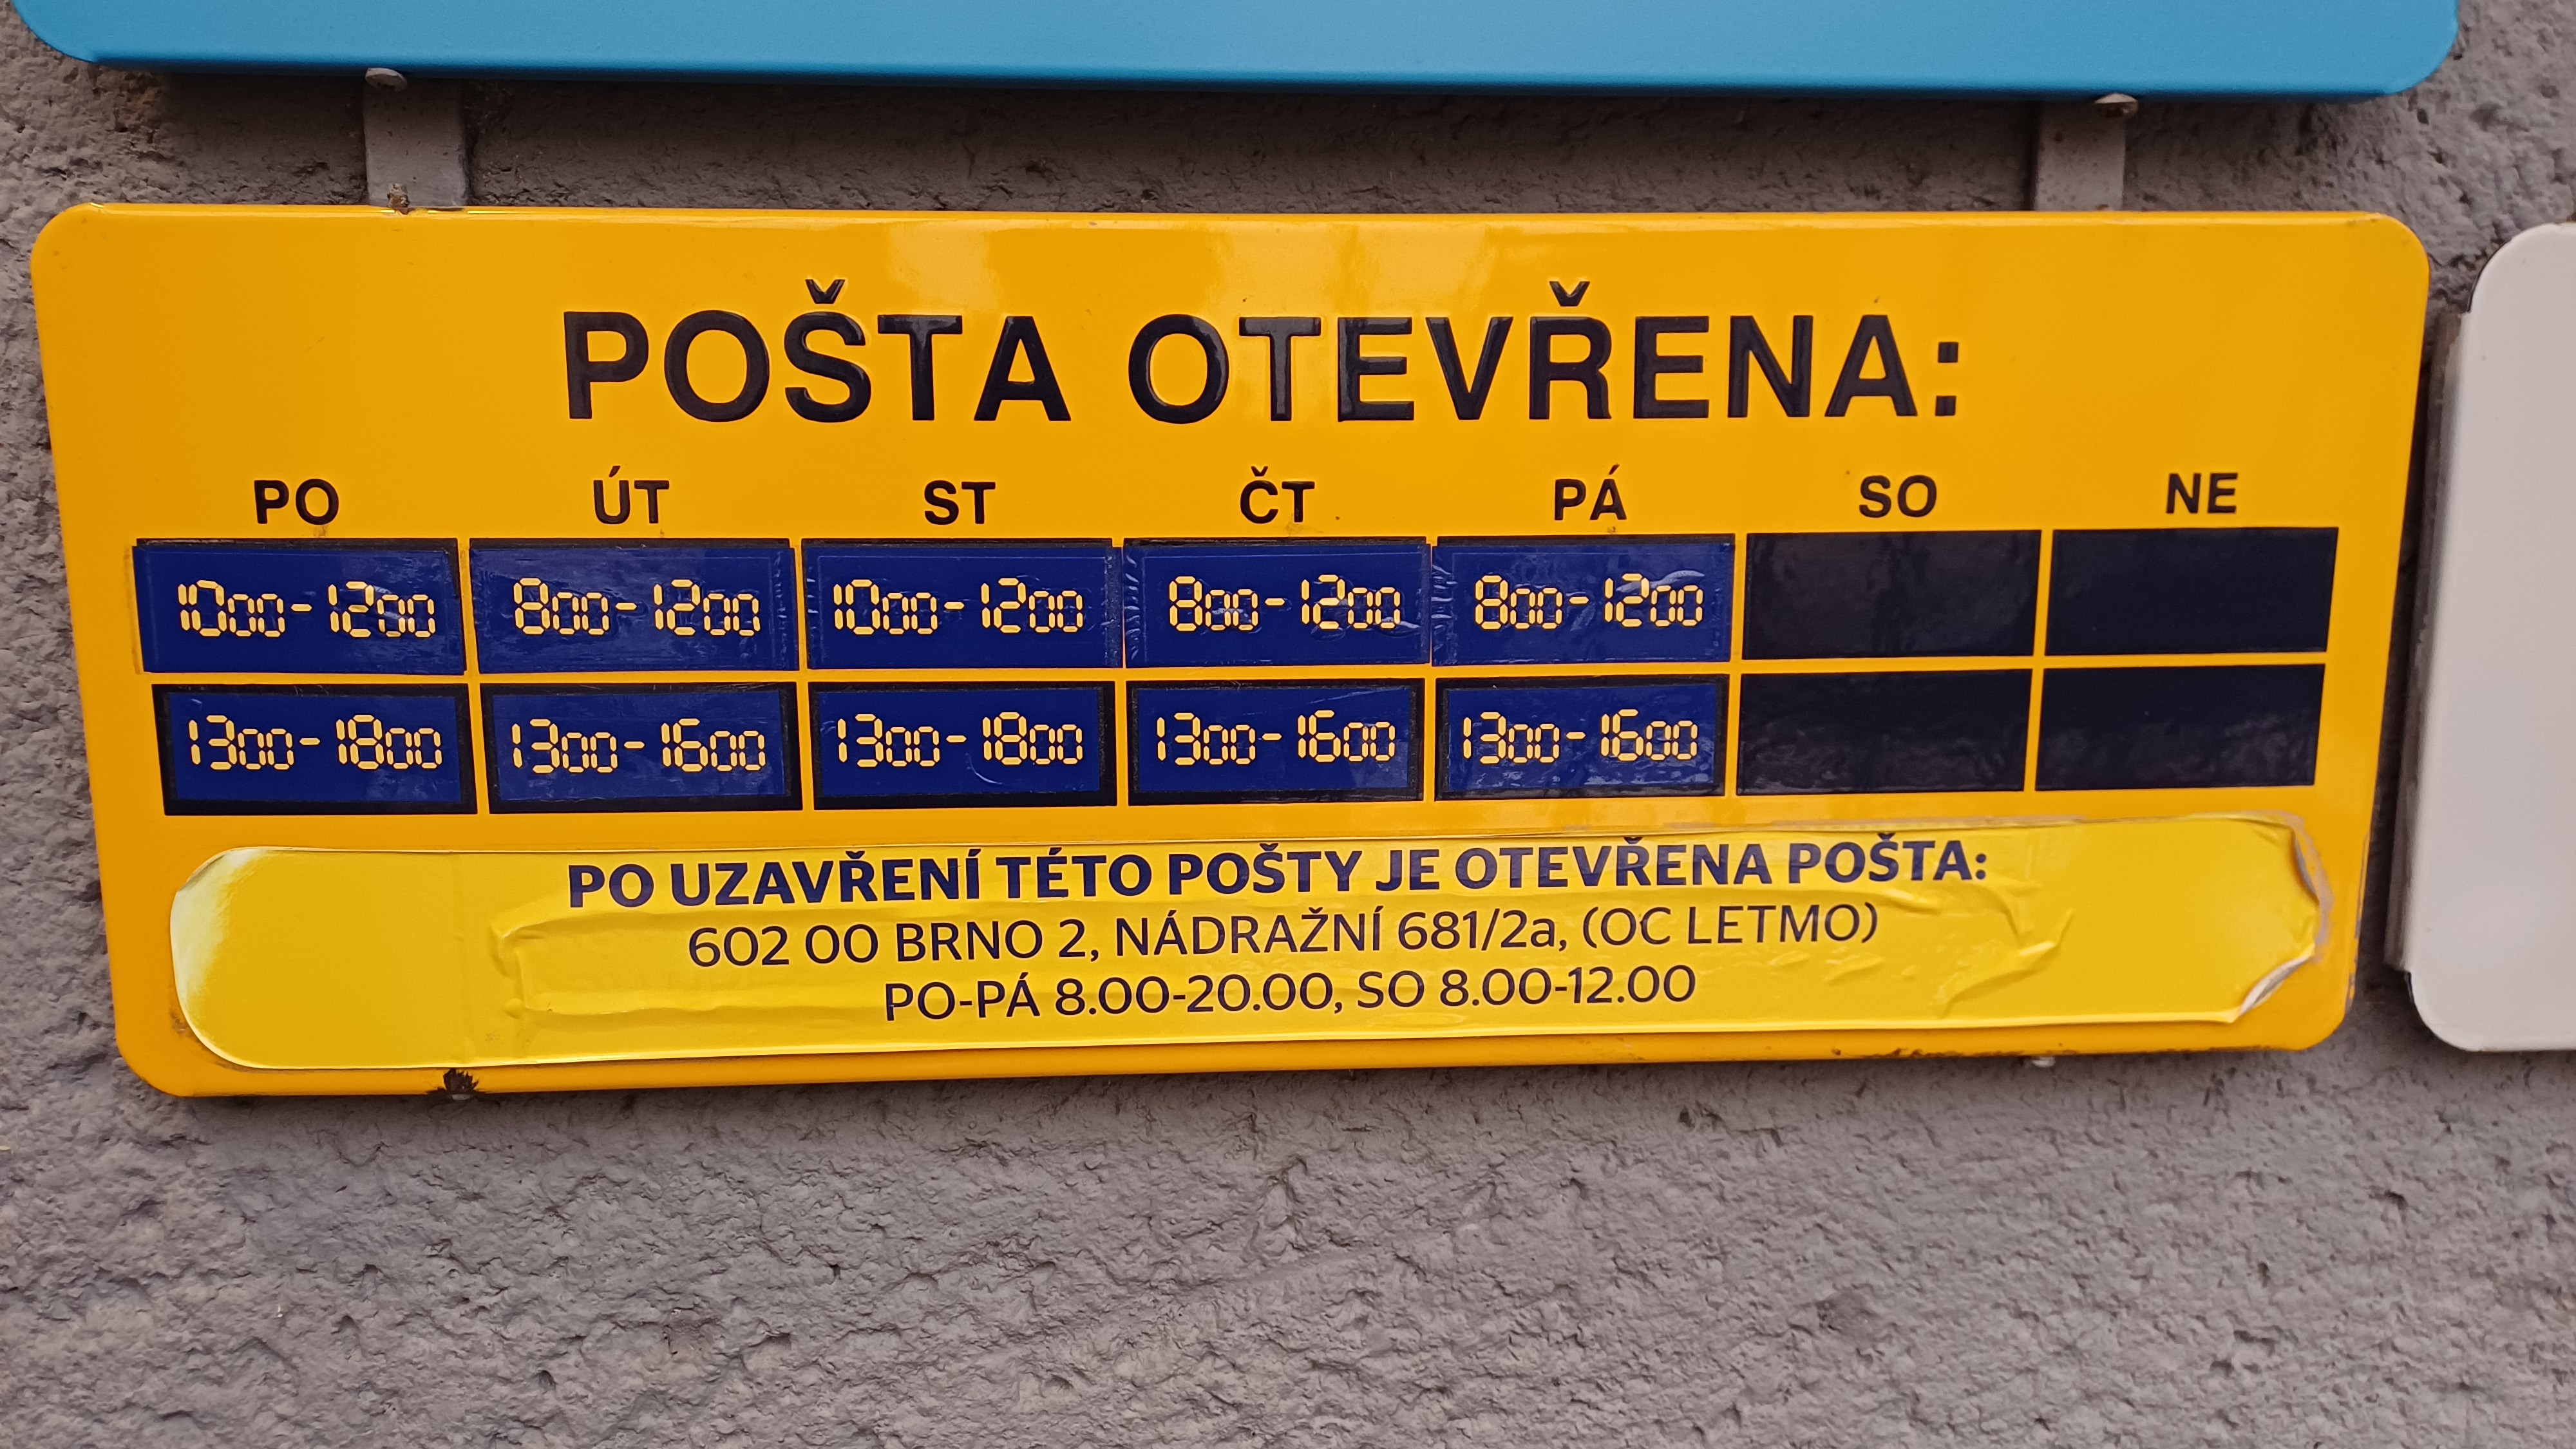 POŠTA OTEVŘENA:
PO ÚT ST ČT PÁ SO NE
1000-1200 800-1200 1000-1200 800-1200 800-1200
1300-1800 1300-1600 1300-1800 1300-1600 1300-1600
PO UZAVŘENÍ TÉTO POŠTY JE OTEVŘENA POŠTA:
602 00 BRNO 2, NÁDRAŽNÍ 681/2a, (OC LETMO)
PO-PÁ 8.00-20.00, SO 8.00-12.00